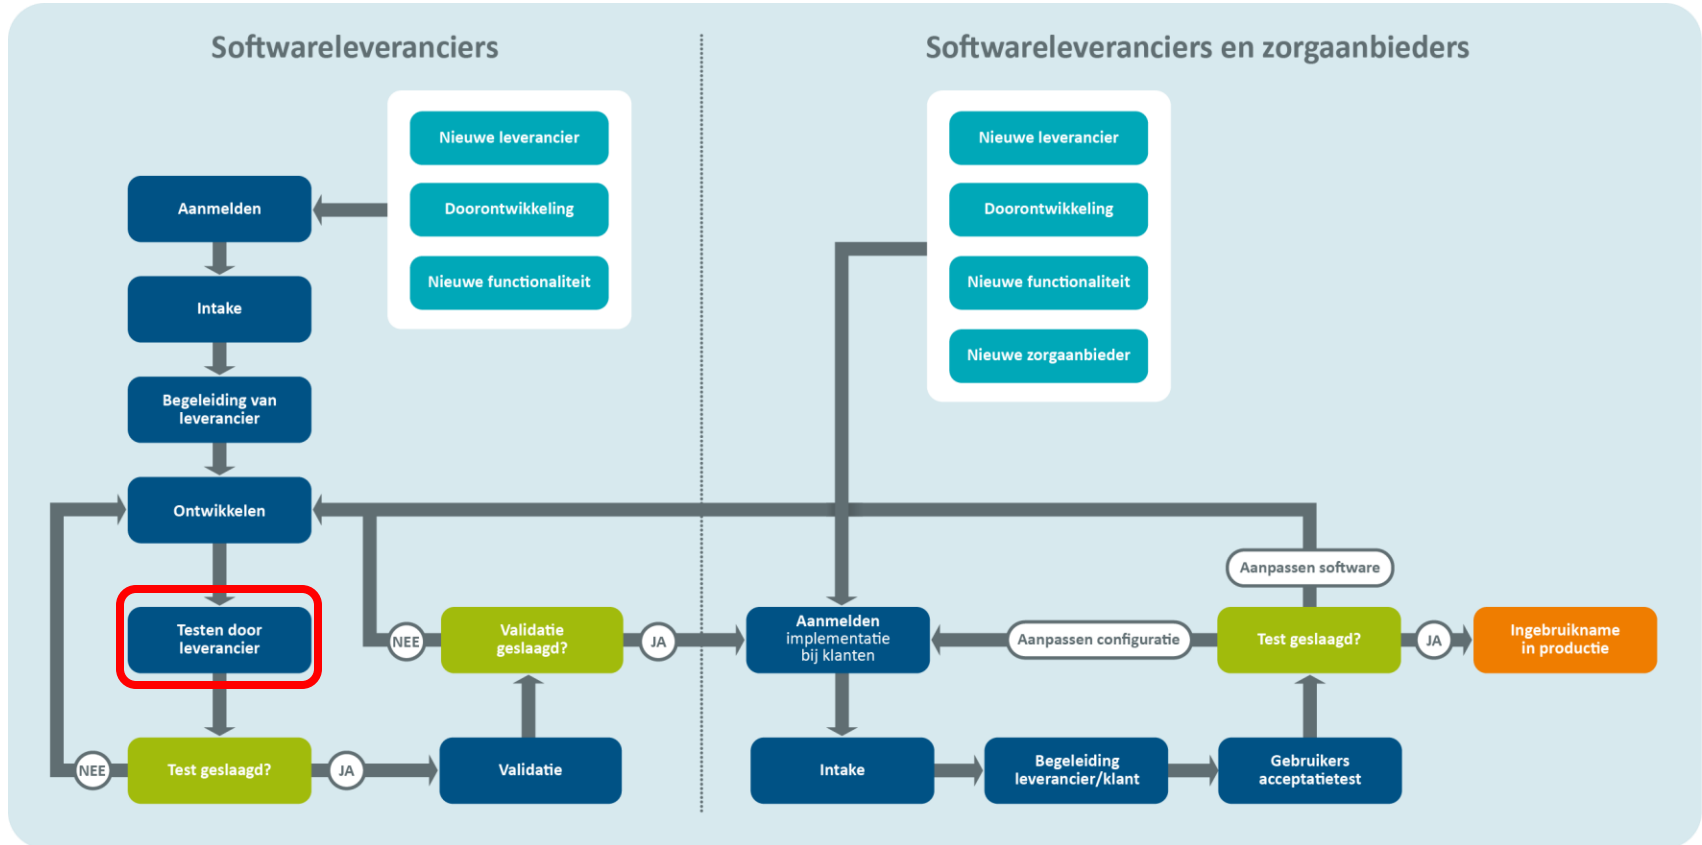 Softwareleveranciers
Nieuwe leverancier
Doorontwikkeling
Nieuwe functionaliteit
Aanmelden
Intake
Begeleiding van
leverancier
Ontwikkelen
Testen door
leverancier
Test geslaagd?
NEE
JA
Validatie
Validatie
geslaagd?
NEE
JA
Softwareleveranciers en zorgaanbieders
Nieuwe leverancier
Doorontwikkeling
Nieuwe functionaliteit
Nieuwe zorgaanbieder
Aanmelden
implementatie
bij klanten
Intake
Begeleiding
leverancier/klant
Gebruikers
acceptatietest
Test geslaagd?
Aanpassen configuratie
Aanpassen software
JA
Ingebruikname
in productie